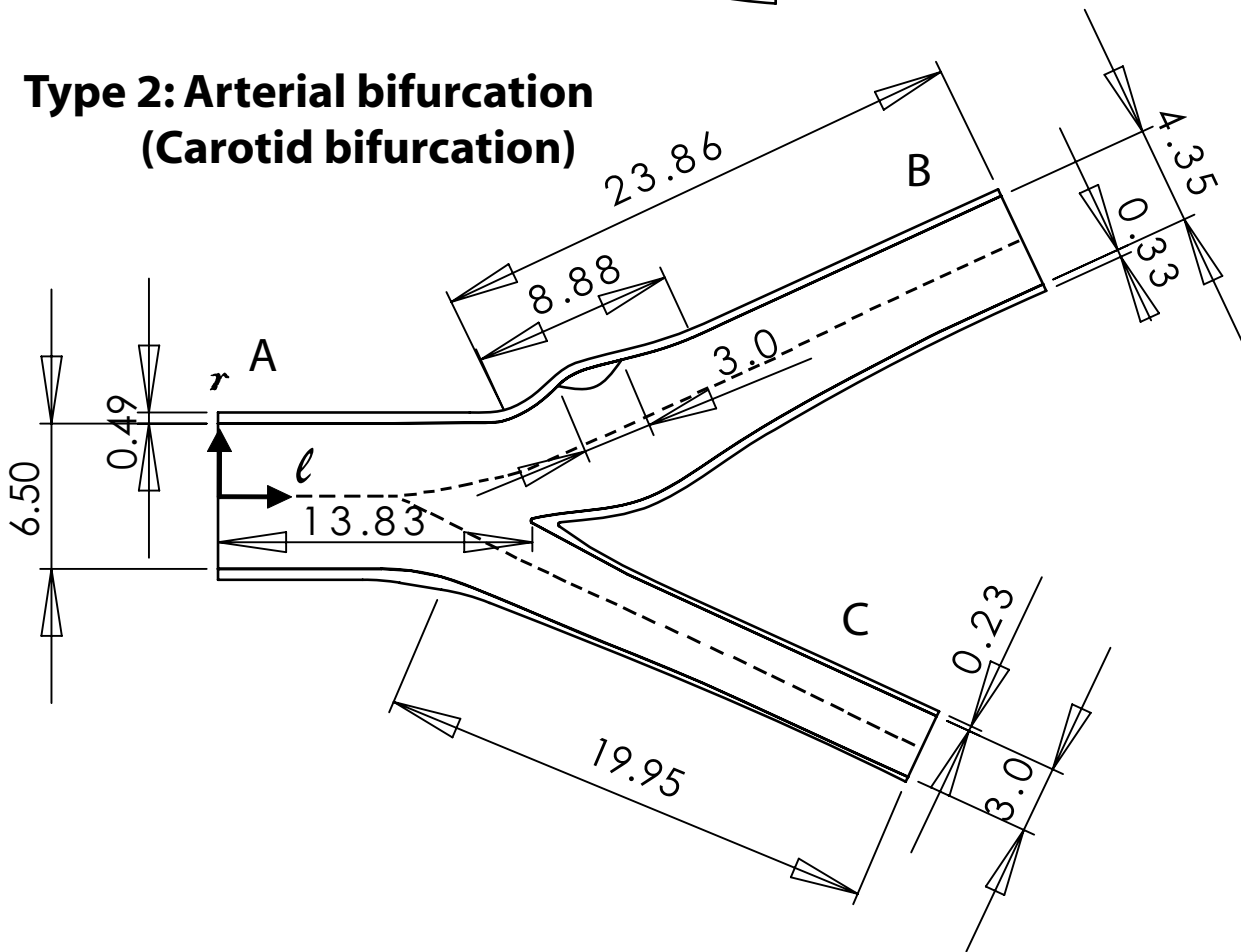 Type 2: Arterial bifurcation
(Carotid bifurcation)
23.86
B
4.35
0.33
8.88
3.0
A
r
0.49
6.50
ℓ
13.83
C
0.23
3.0
19.95